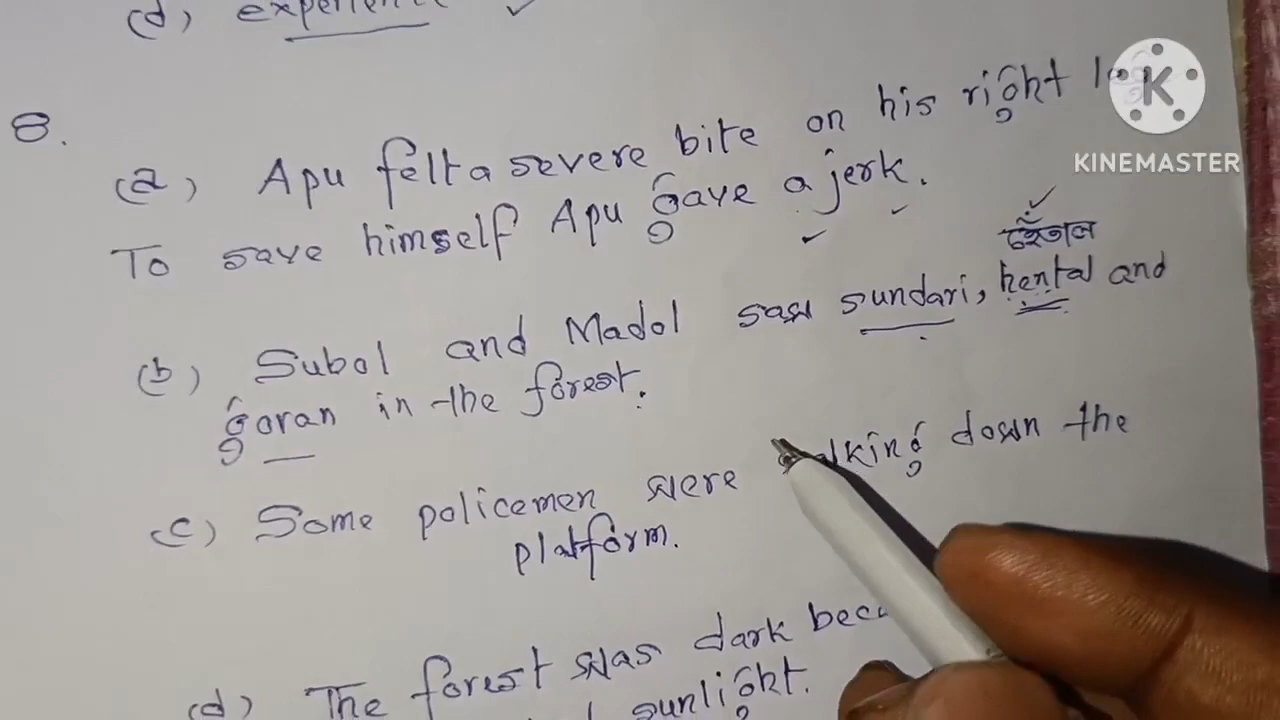 (d) experience
8.
(a) Apu felt a severe bite on his right leg.
To save himself Apu gave a jerk.
হেঁতাল
(b) Subol and Madol saw sundari, hental and
goran in the forest.
(c) Some policemen were walking down the
platform.
(d) The forest was dark
sunlight.
K
KINEMASTER